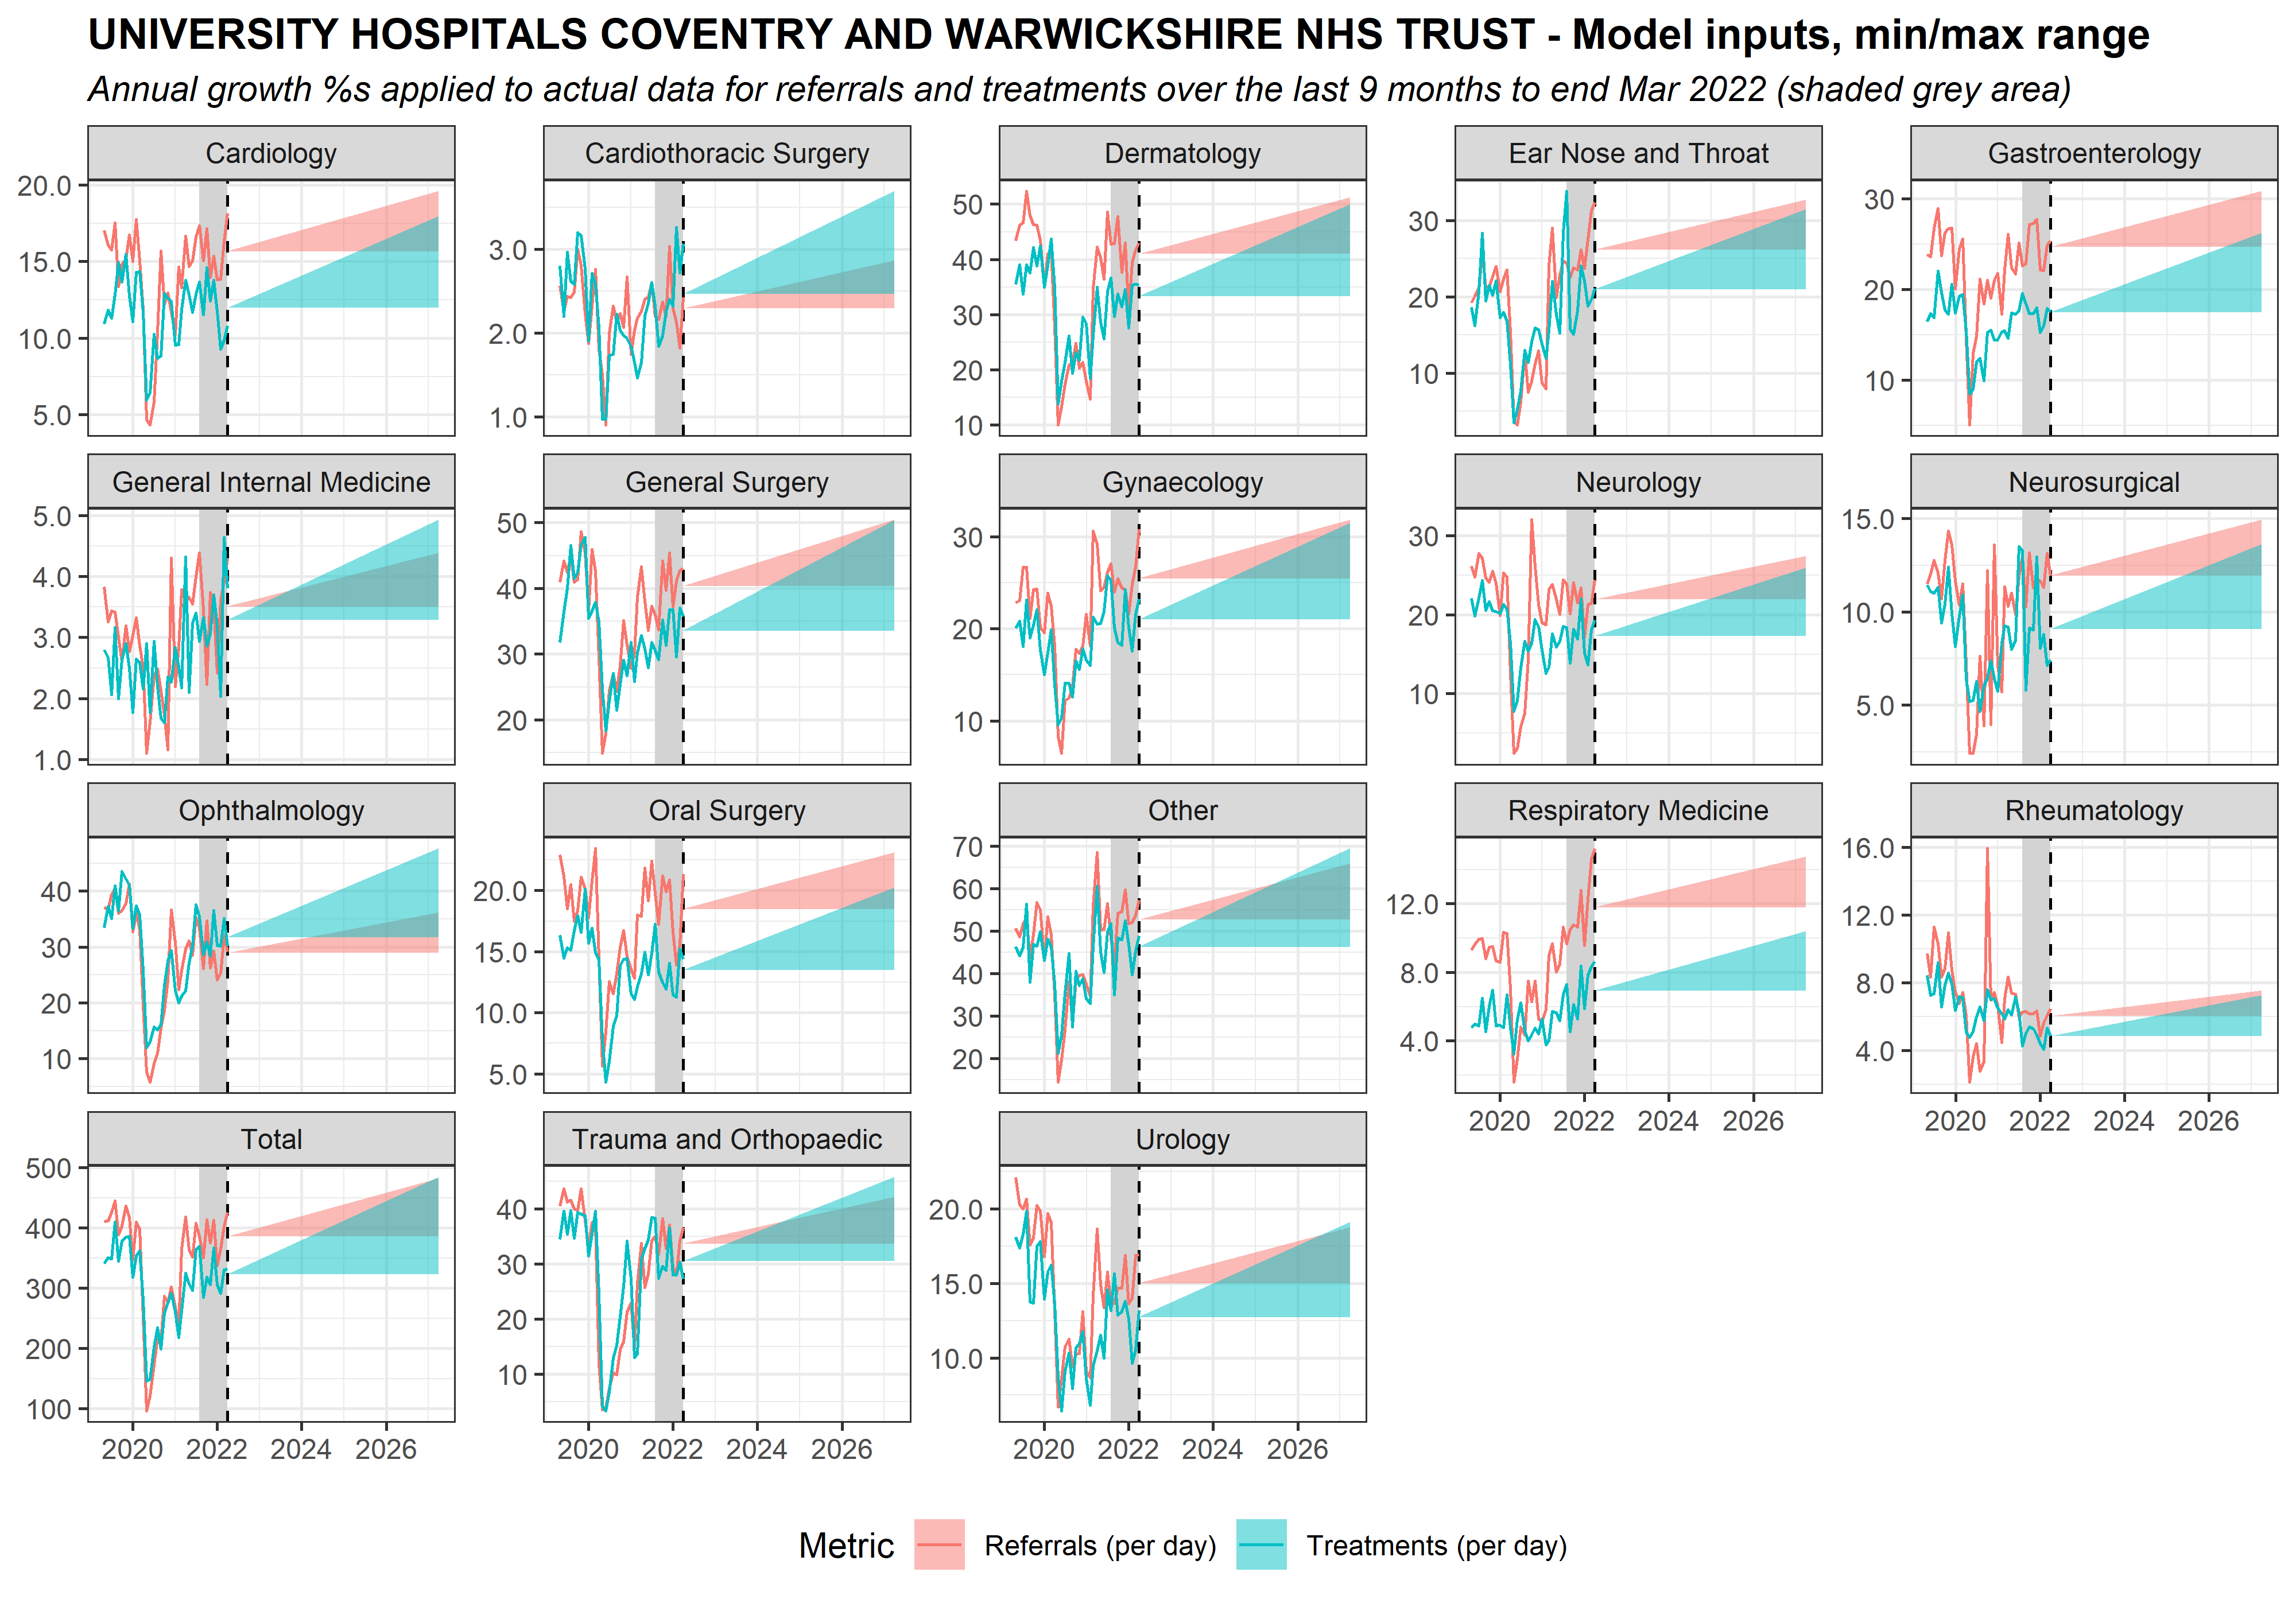 UNIVERSITY HOSPITALS COVENTRY AND WARWICKSHIRE NHS TRUST - Model inputs, min/max range
Annual growth %s applied to actual data for referrals and treatments over the last 9 months to end Mar 2022 (shaded grey area)
Cardiology
20.0
15.0
10.0
5.0
Cardiothoracic Surgery
3.0
2.0
1.0
Dermatology
50
40
30
20
10
Ear Nose and Throat
30
20
10
Gastroenterology
30
20
10
General Internal Medicine
5.0
4.0
3.0
2.0
1.0
General Surgery
50
40
30
20
Gynaecology
30
20
10
Neurology
30
20
10
Neurosurgical
15.0
10.0
5.0
Ophthalmology
40
30
20
10
Oral Surgery
20.0
15.0
10.0
5.0
Other
70
60
50
40
30
20
Respiratory Medicine
12.0
8.0
4.0
2020 2022 2024 2026
Rheumatology
16.0
12.0
8.0
4.0
2020 2022 2024 2026
Total
500
400
300
200
100
2020 2022 2024 2026
Trauma and Orthopaedic
40
30
20
10
2020 2022 2024 2026
Urology
20.0
15.0
10.0
2020 2022 2024 2026
Metric Referrals (per day) Treatments (per day)